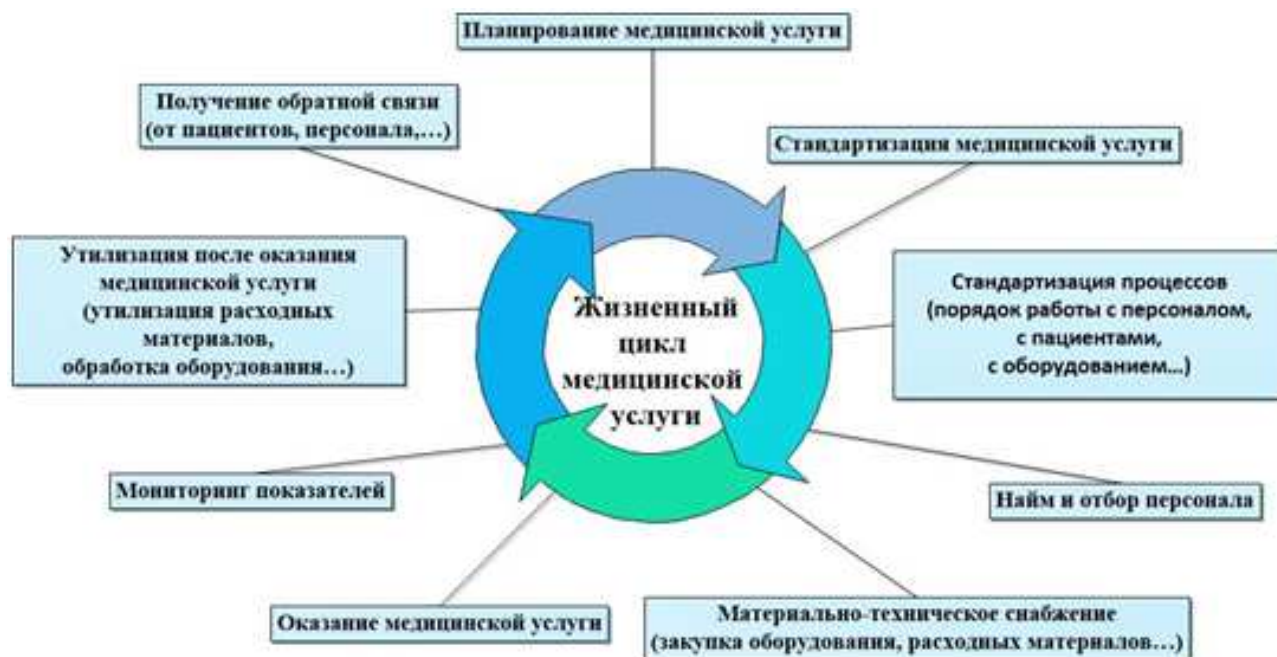 Планирование медицинской услуги
Получение обратной связи
(от пациентов, персонала,...)
Стандартизация медицинской услуги
Утилизация после оказания
медицинской услуги
(утилизация расходных
материалов,
обработка оборудования...)
Жизненный
цикл
медицинской
услуги
Стандартизация процессов
(порядок работы с персоналом,
с пациентами,
с оборудованием...)
Мониторинг показателей
Найм и отбор персонала
Оказание медицинской услуги
Материально-техническое снабжение
(закупка оборудования, расходных материалов...)